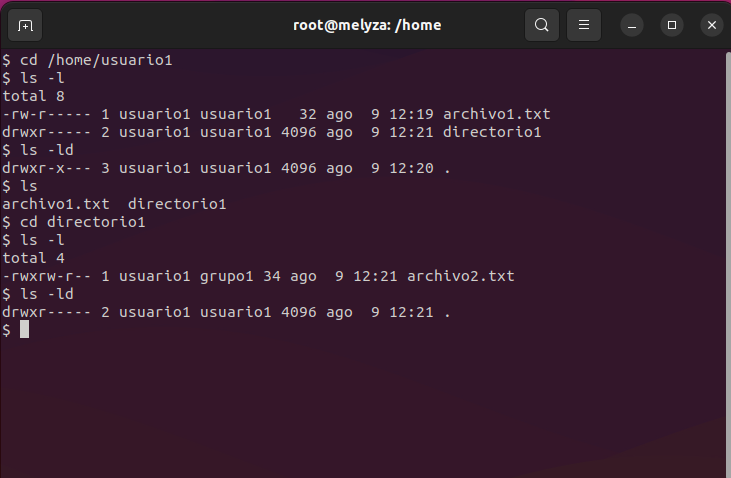 root@melyza: /home
$ cd /home/usuario1
$ ls -l
total 8
-rw-r----- 1 usuario1 usuario1   32 ago  9 12:19 archivo1.txt
drwxr----- 2 usuario1 usuario1 4096 ago  9 12:21 directorio1
$ ls -ld
drwxr-x--- 3 usuario1 usuario1 4096 ago  9 12:20 .
$ ls
archivo1.txt  directorio1
$ cd directorio1
$ ls -l
total 4
-rwxrw-r-- 1 usuario1 grupo1 34 ago  9 12:21 archivo2.txt
$ ls -ld
drwxr----- 2 usuario1 usuario1 4096 ago  9 12:21 .
$